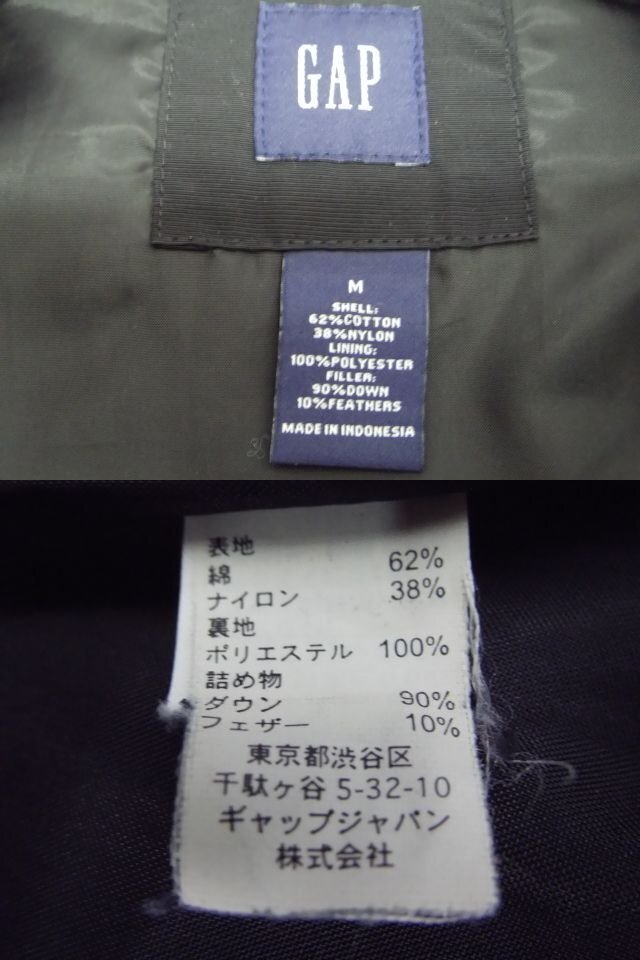 GAP
M
SHELL:
62%COTTON
38%NYLON
LINING:
100%POLYESTER
FILLER:
90%DOWN
10%FEATHERS
MADE IN INDONESIA
表地
綿 62%
ナイロン 38%
裏地
ポリエステル 100%
詰め物
ダウン 90%
フェザー 10%
東京都渋谷区
千駄ヶ谷 5-32-10
ギャップジャパン
株式会社